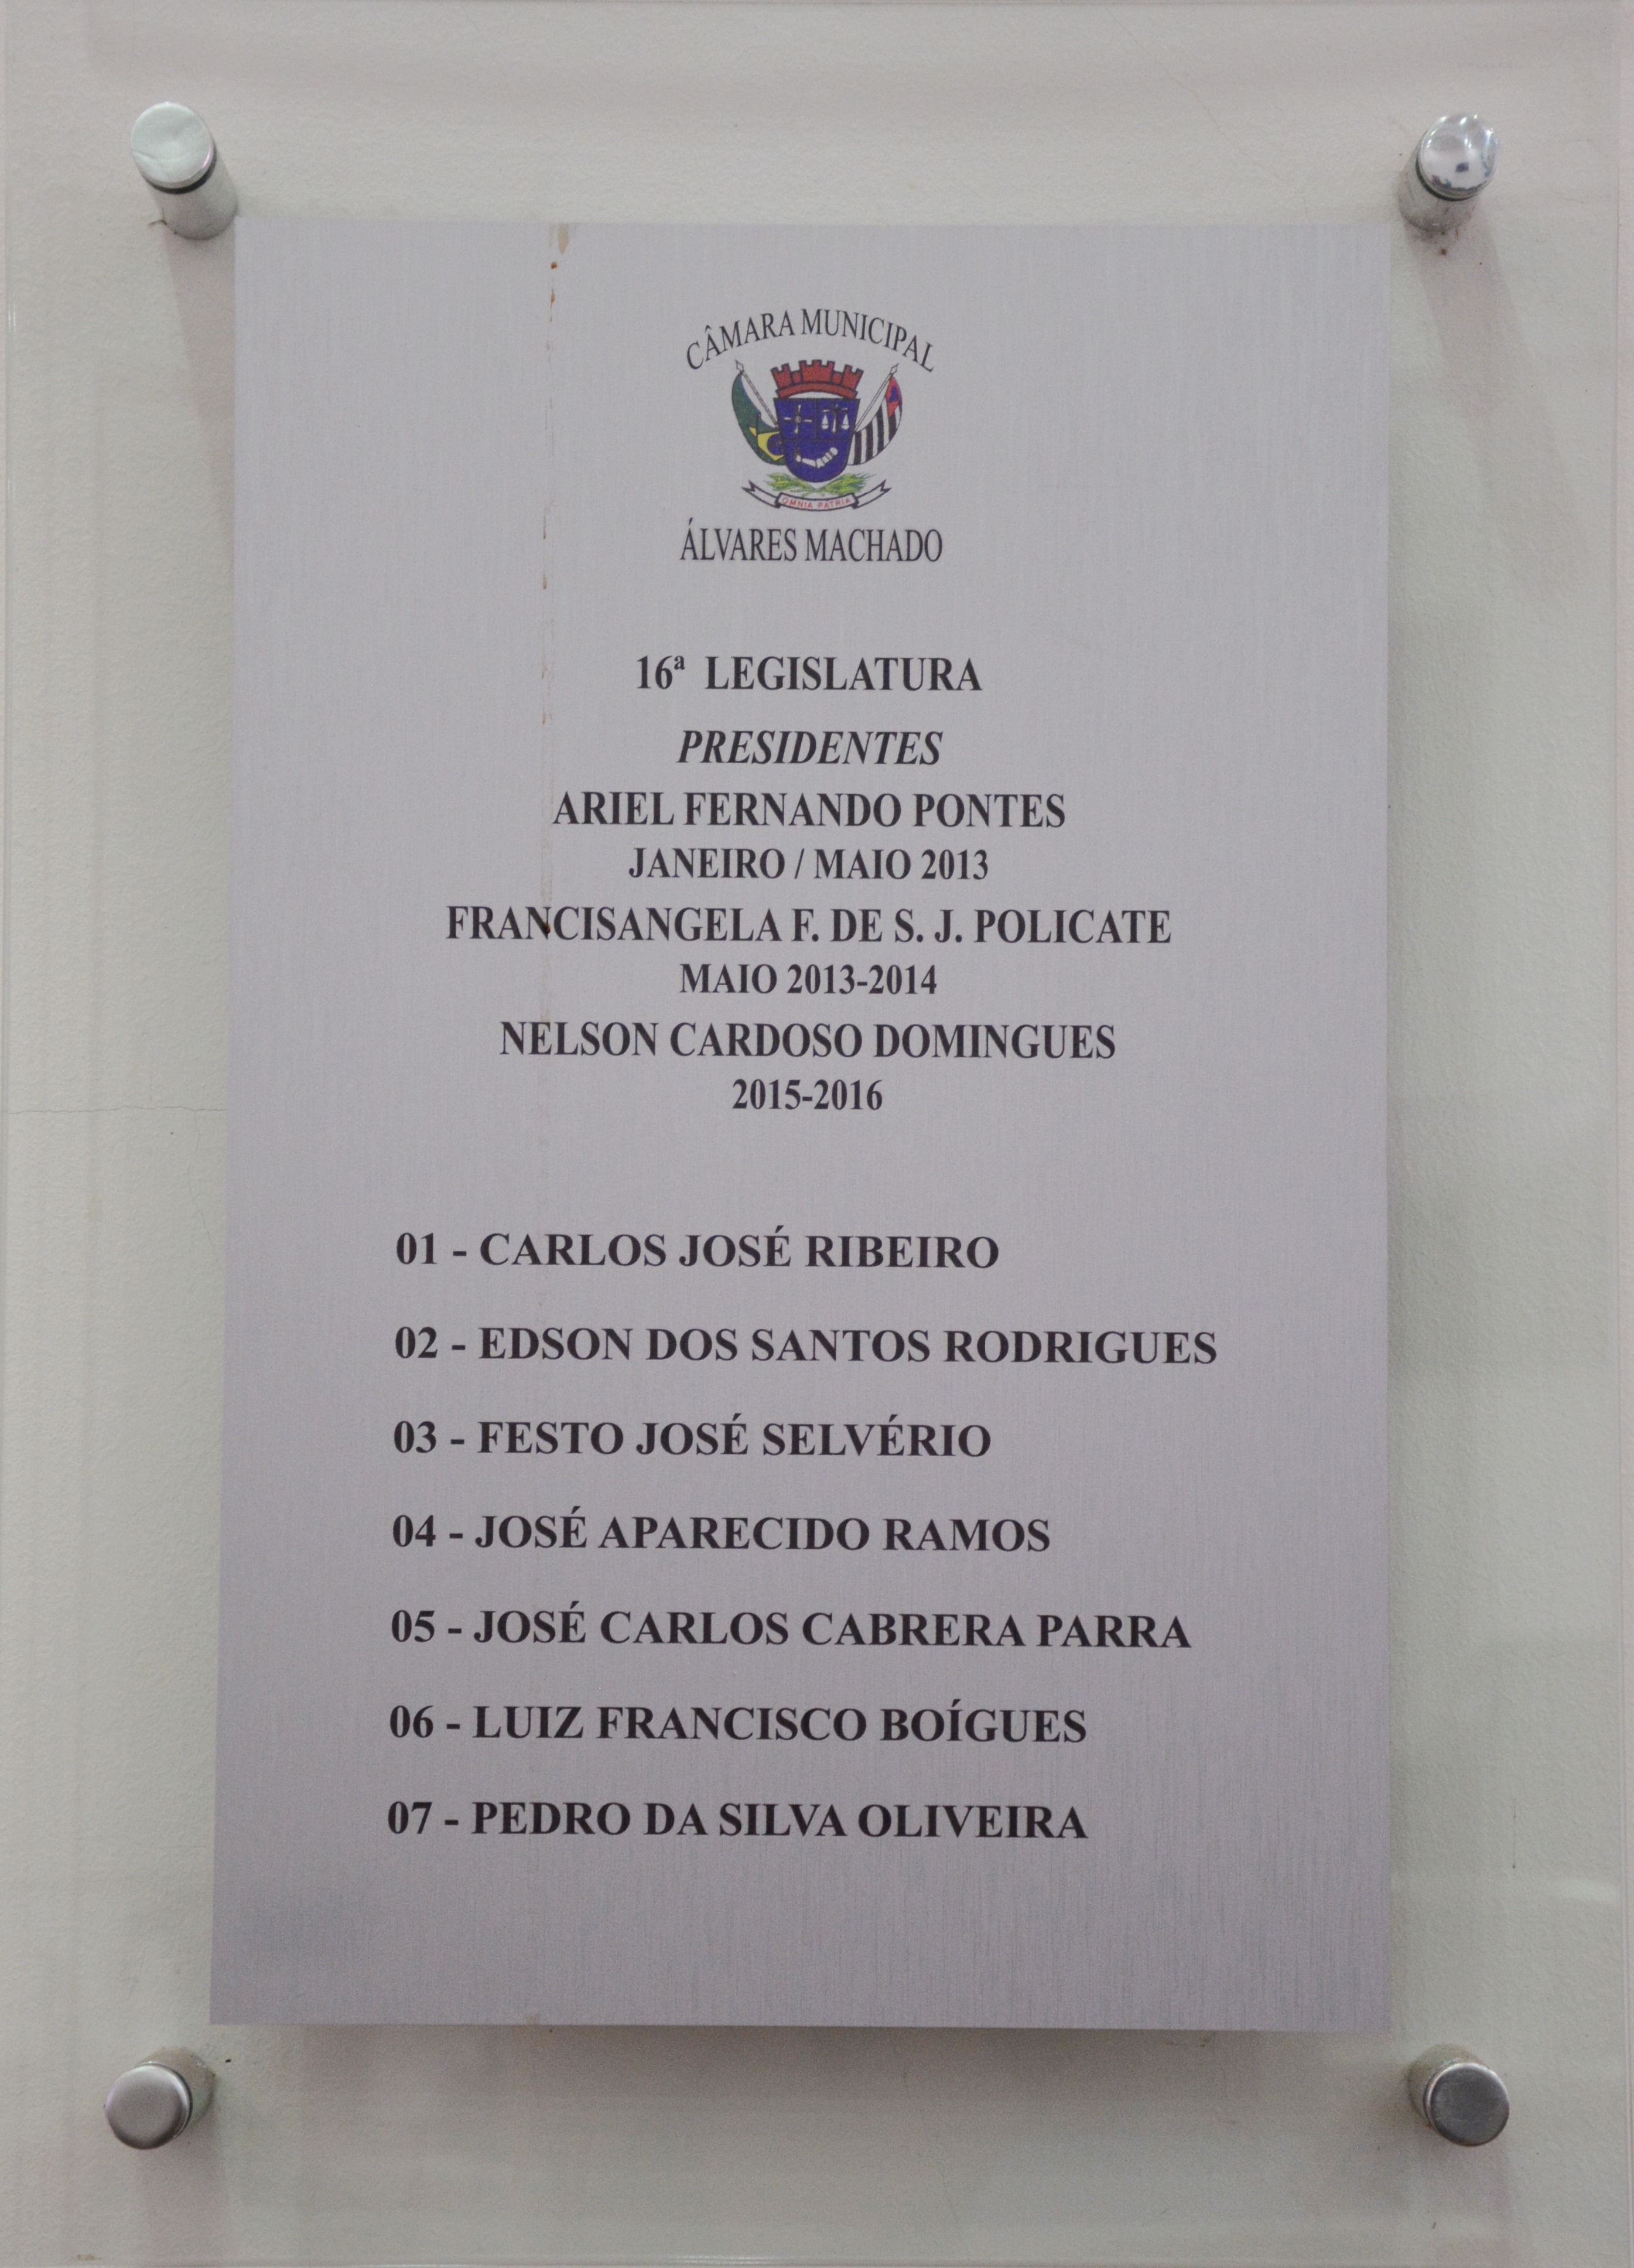 CÂMARA MUNICIPAL
OMNIA PATRIA
ÁLVARES MACHADO
16ª LEGISLATURA
PRESIDENTES
ARIEL FERNANDO PONTES
JANEIRO / MAIO 2013
FRANCISANGELA F. DE S. J. POLICATE
MAIO 2013-2014
NELSON CARDOSO DOMINGUES
2015-2016
01 - CARLOS JOSÉ RIBEIRO
02 - EDSON DOS SANTOS RODRIGUES
03 - FESTO JOSÉ SELVÉRIO
04 - JOSÉ APARECIDO RAMOS
05 - JOSÉ CARLOS CABRERA PARRA
06 - LUIZ FRANCISCO BOÍGUES
07 - PEDRO DA SILVA OLIVEIRA